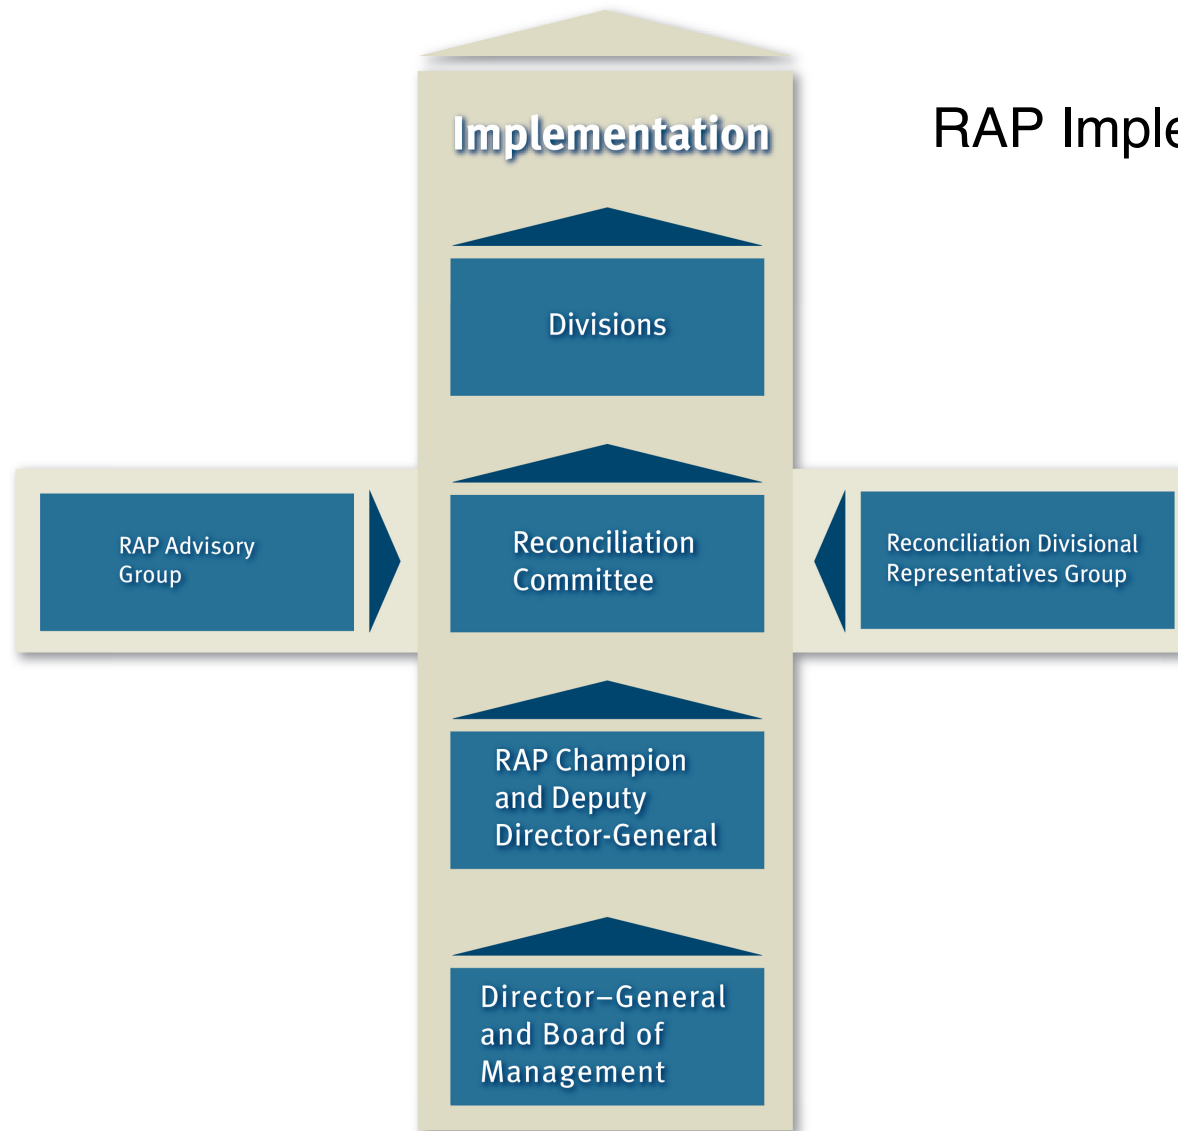 Implementation
RAP Imple
Divisions
RAP Advisory
Group
Reconciliation
Committee
Reconciliation Divisional
Representatives Group
RAP Champion
and Deputy
Director-General
Director–General
and Board of
Management